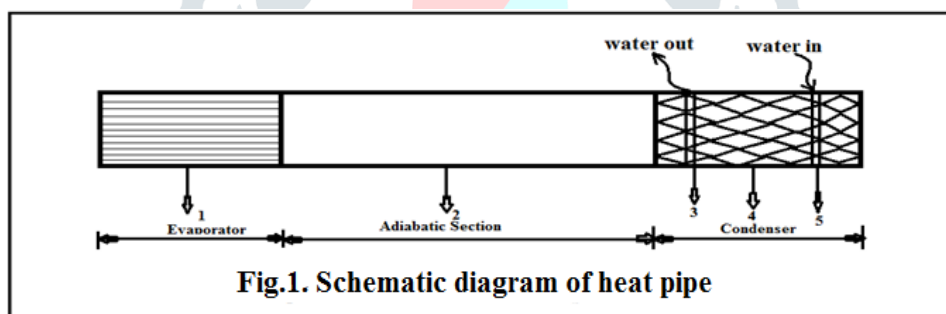 water out
water in
1
2
3
4
5
Evaporator
Adiabatic Section
Condenser
Fig.1. Schematic diagram of heat pipe